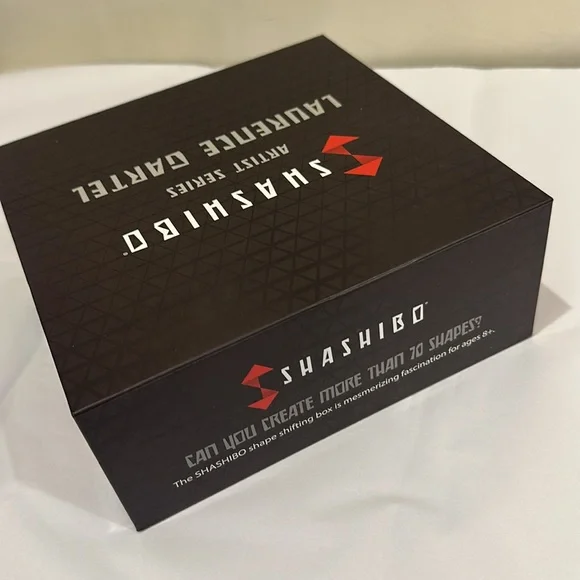 SHASHIBO
ARTIST SERIES
LAURENCE GARTEL
SHASHIBO™
CAN YOU CREATE MORE THAN 70 SHAPES?
The SHASHIBO shape shifting box is mesmerizing fascination for ages 8+.